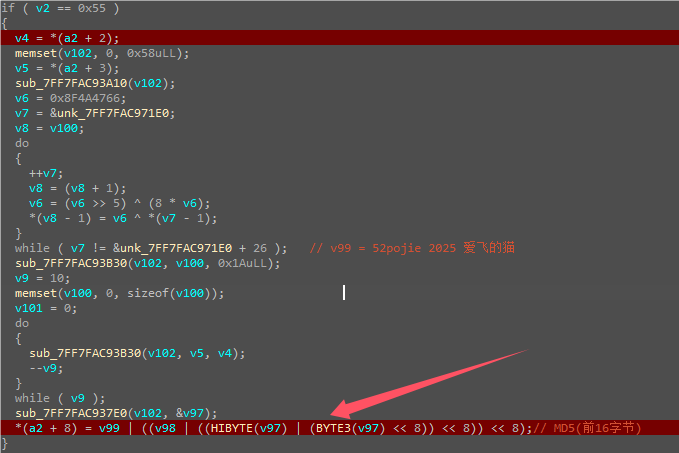 if ( v2 == 0x55 )
{
  v4 = *(a2 + 2);
  memset(v102, 0, 0x58uLL);
  v5 = *(a2 + 3);
  sub_7FF7FAC93A10(v102);
  v6 = 0x8F4A4766;
  v7 = &unk_7FF7FAC971E0;
  v8 = v100;
  do
  {
    ++v7;
    v8 = (v8 + 1);
    v6 = (v6 >> 5) ^ (8 * v6);
    *(v8 - 1) = v6 ^ *(v7 - 1);
  }
  while ( v7 != &unk_7FF7FAC971E0 + 26 );   // v99 = 52pojie 2025 爱飞的猫
  sub_7FF7FAC93B30(v102, v100, 0x1AuLL);
  v9 = 10;
  memset(v100, 0, sizeof(v100));
  v101 = 0;
  do
  {
    sub_7FF7FAC93B30(v102, v5, v4);
    --v9;
  }
  while ( v9 );
  sub_7FF7FAC937E0(v102, &v97);
  *(a2 + 8) = v99 | ((v98 | ((HIBYTE(v97) | (BYTE3(v97) << 8)) << 8)) << 8);// MD5(前16字节)
}